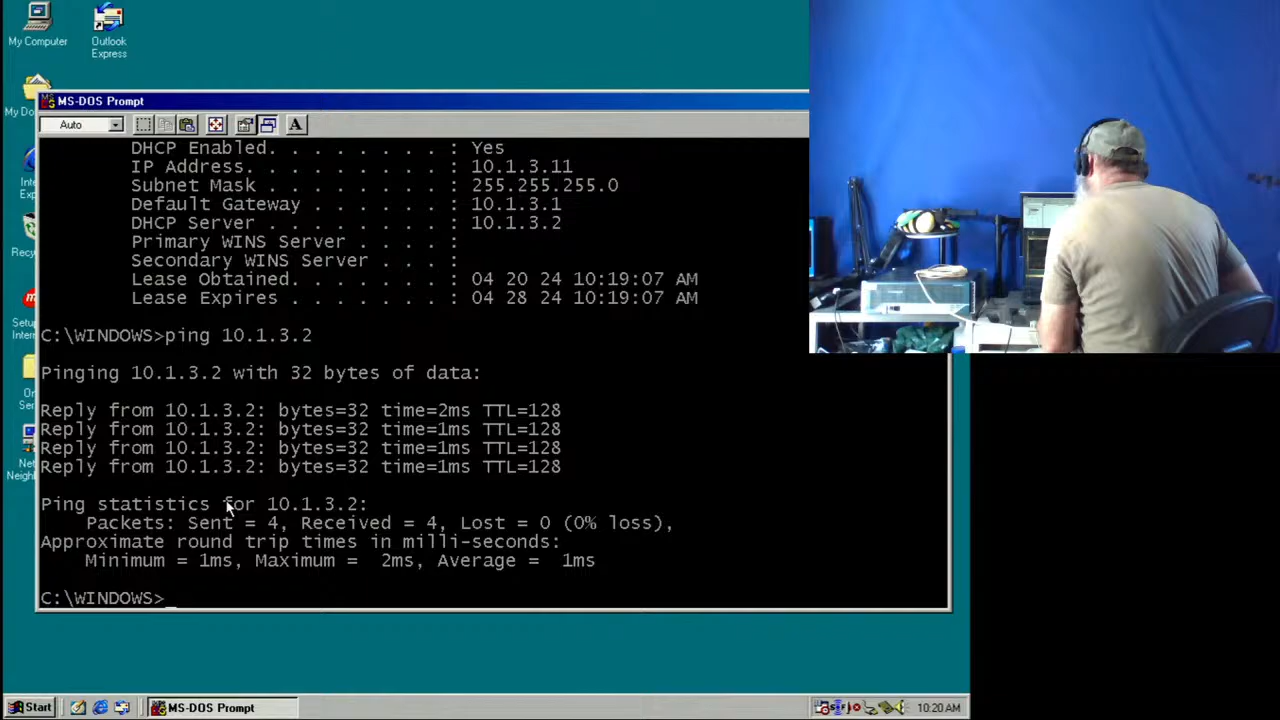 My Computer
Outlook
Express
MS-DOS Prompt
Auto
A
DHCP Enabled. . . . . . . . . : Yes
IP Address. . . . . . . . . : 10.1.3.11
Subnet Mask . . . . . . . . : 255.255.255.0
Default Gateway . . . . . . : 10.1.3.1
DHCP Server . . . . . . . . : 10.1.3.2
Primary WINS Server . . . . :
Secondary WINS Server . . . :
Lease Obtained. . . . . . . : 04 20 24 10:19:07 AM
Lease Expires . . . . . . . : 04 28 24 10:19:07 AM
C:\WINDOWS>ping 10.1.3.2
Pinging 10.1.3.2 with 32 bytes of data:
Reply from 10.1.3.2: bytes=32 time=2ms TTL=128
Reply from 10.1.3.2: bytes=32 time=1ms TTL=128
Reply from 10.1.3.2: bytes=32 time=1ms TTL=128
Reply from 10.1.3.2: bytes=32 time=1ms TTL=128
Ping statistics for 10.1.3.2:
Packets: Sent = 4, Received = 4, Lost = 0 (0% loss),
Approximate round trip times in milli-seconds:
Minimum = 1ms, Maximum = 2ms, Average = 1ms
C:\WINDOWS>_
Start
MS-DOS Prompt
10:20 AM